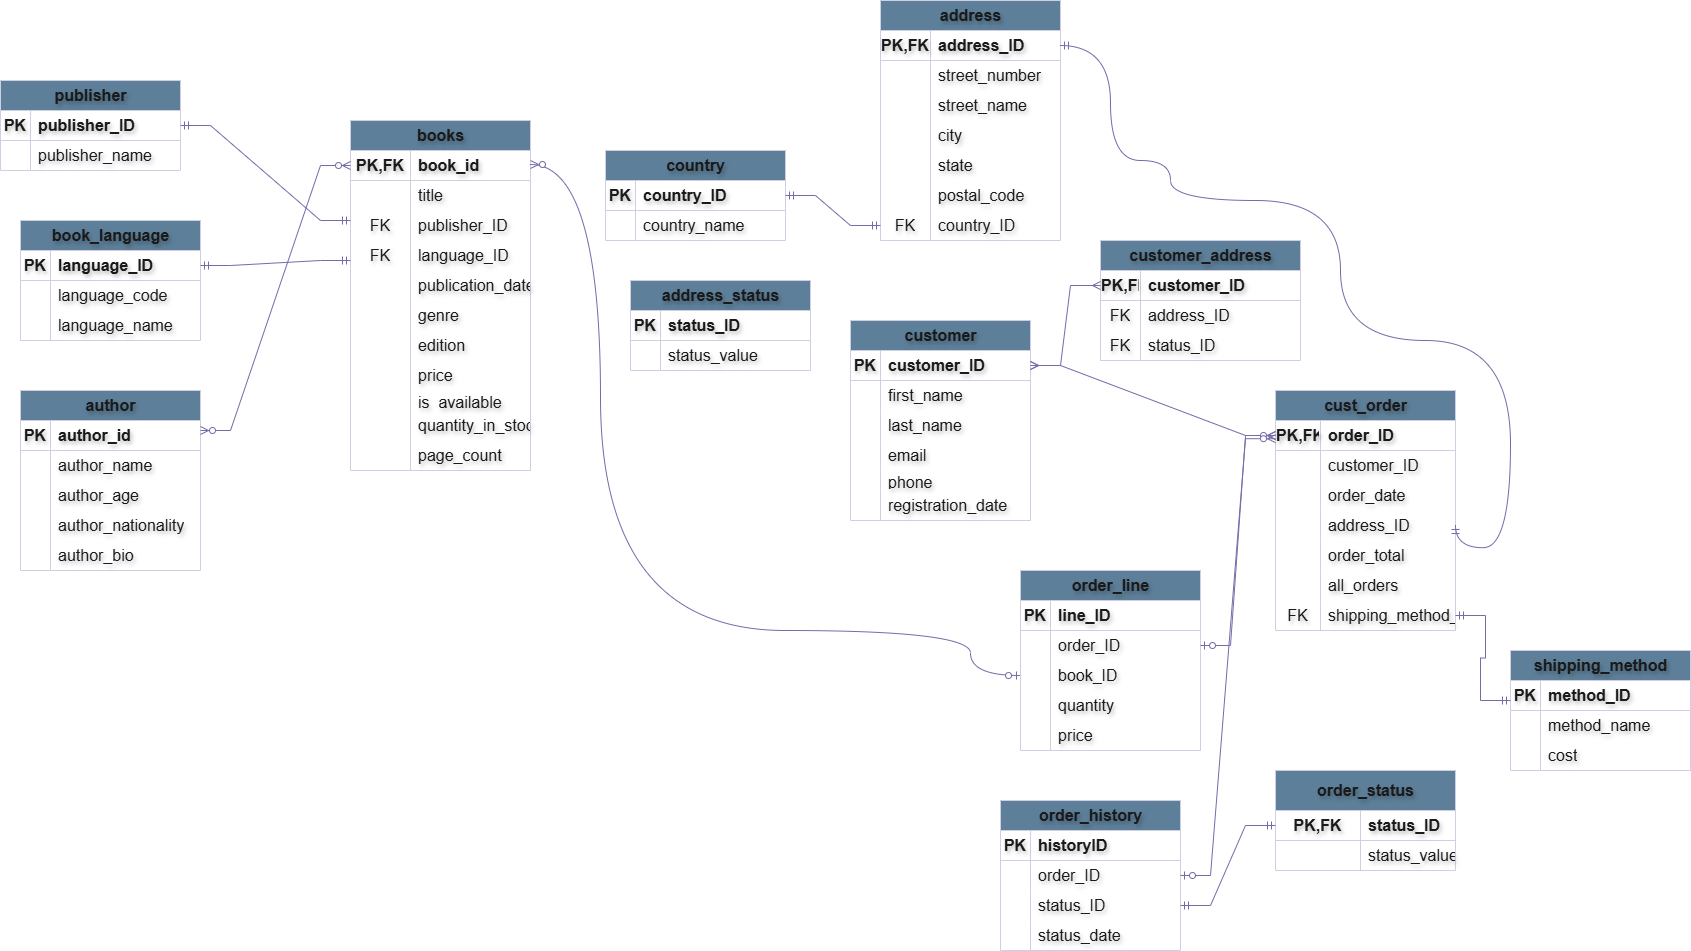 address
PK,FK address_ID
street_number
street_name
city
state
postal_code
FK country_ID
publisher
PK publisher_ID
publisher_name
books
PK,FK book_id
title
FK publisher_ID
FK language_ID
publication_date
genre
edition
price
is_available
quantity_in_stoc
page_count
country
PK country_ID
country_name
book_language
PK language_ID
language_code
language_name
customer_address
PK,F customer_ID
FK address_ID
FK status_ID
address_status
PK status_ID
status_value
customer
PK customer_ID
first_name
last_name
email
phone
registration_date
author
PK author_id
author_name
author_age
author_nationality
author_bio
cust_order
PK,FK order_ID
customer_ID
order_date
address_ID
order_total
all_orders
FK shipping_method_
order_line
PK line_ID
order_ID
book_ID
quantity
price
shipping_method
PK method_ID
method_name
cost
order_status
PK,FK status_ID
status_value
order_history
PK historyID
order_ID
status_ID
status_date